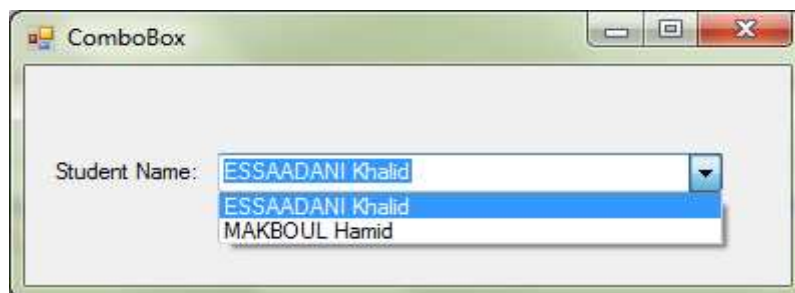 ComboBox
Student Name: ESSAADANI Khalid
ESSAADANI Khalid
MAKBOUL Hamid